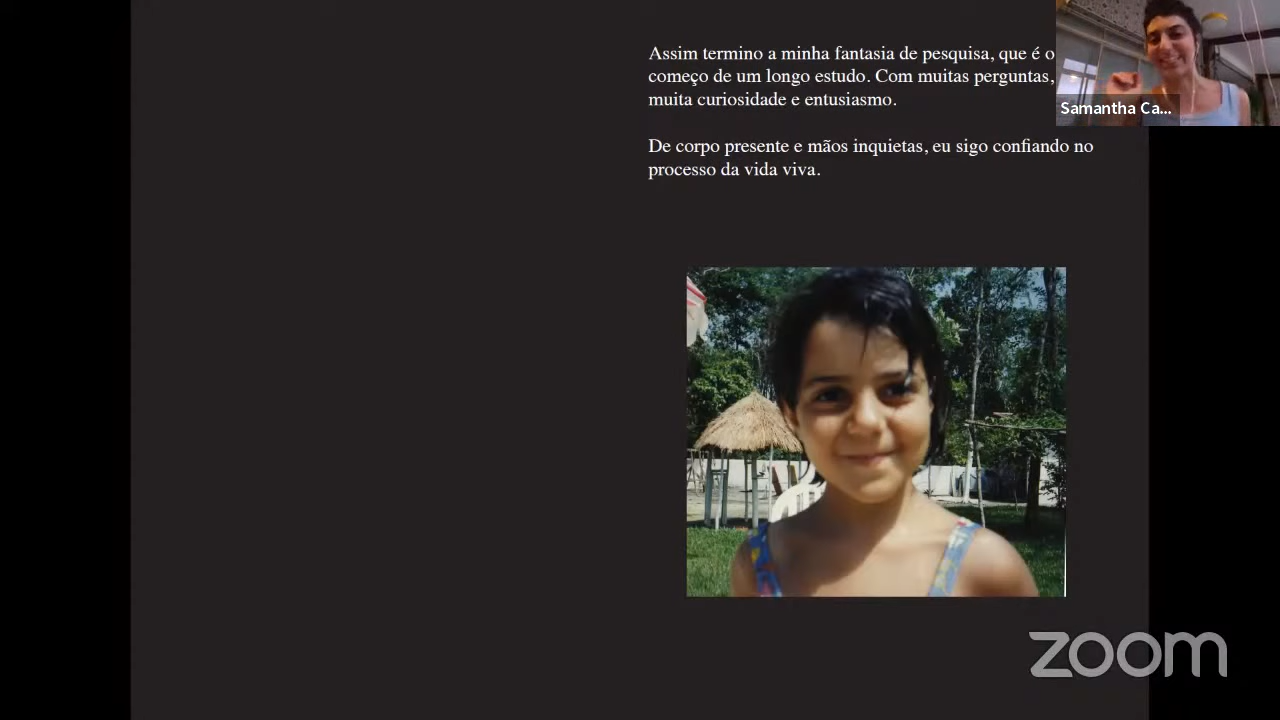 Assim termino a minha fantasia de pesquisa, que é o
começo de um longo estudo. Com muitas perguntas,
muita curiosidade e entusiasmo.
De corpo presente e mãos inquietas, eu sigo confiando no
processo da vida viva.
Samantha Ca...
zoom